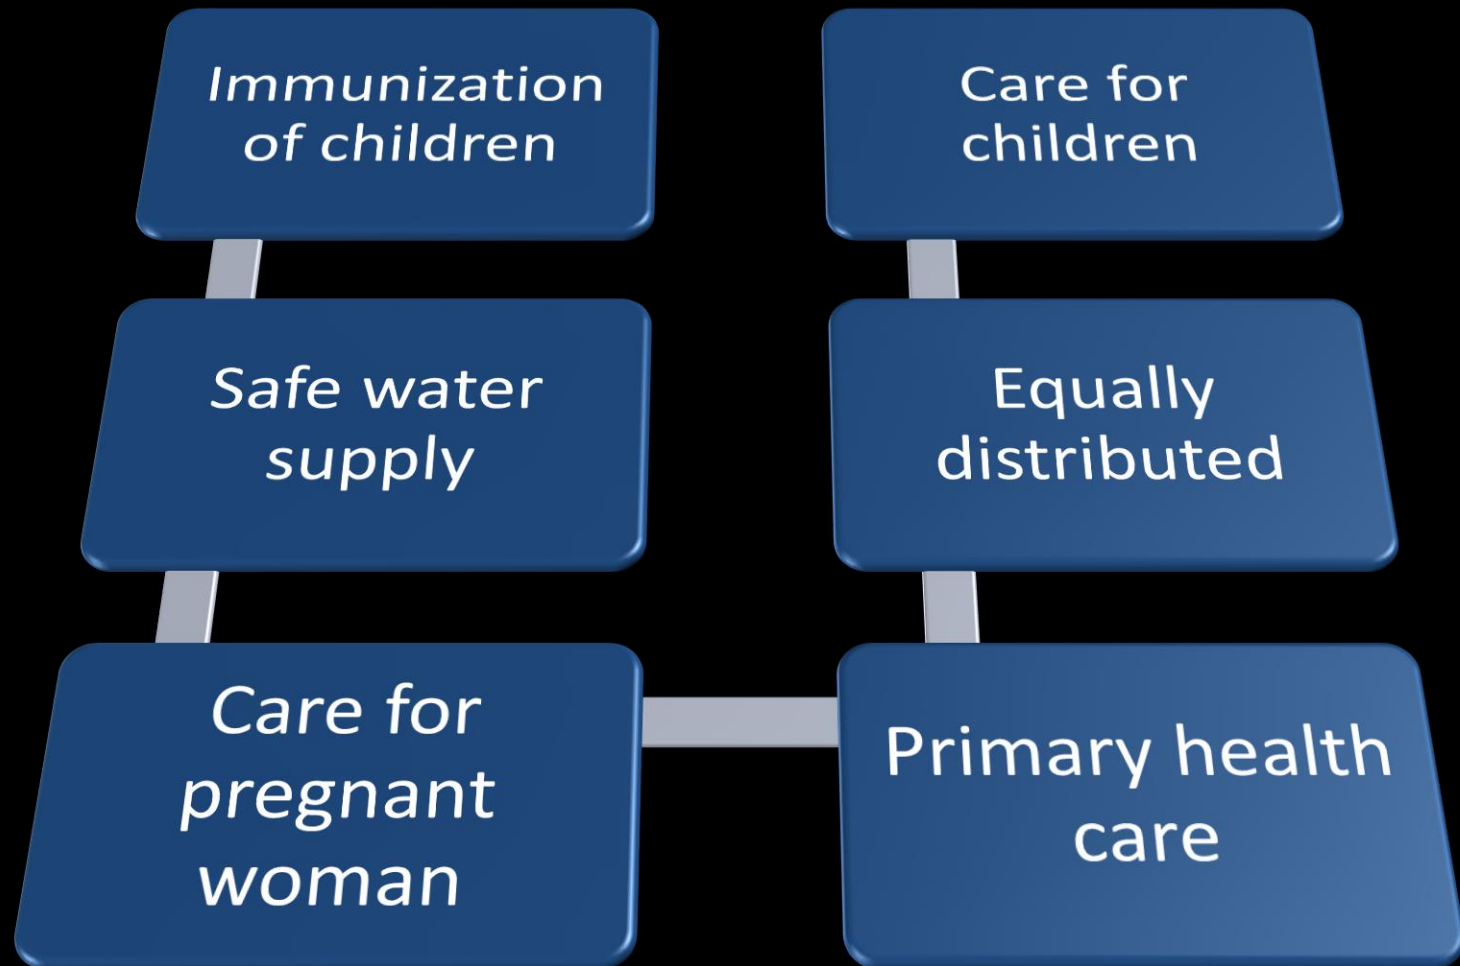 Immunization
of children
Safe water
supply
Care for
pregnant
woman
Primary health
care
Equally
distributed
Care for
children